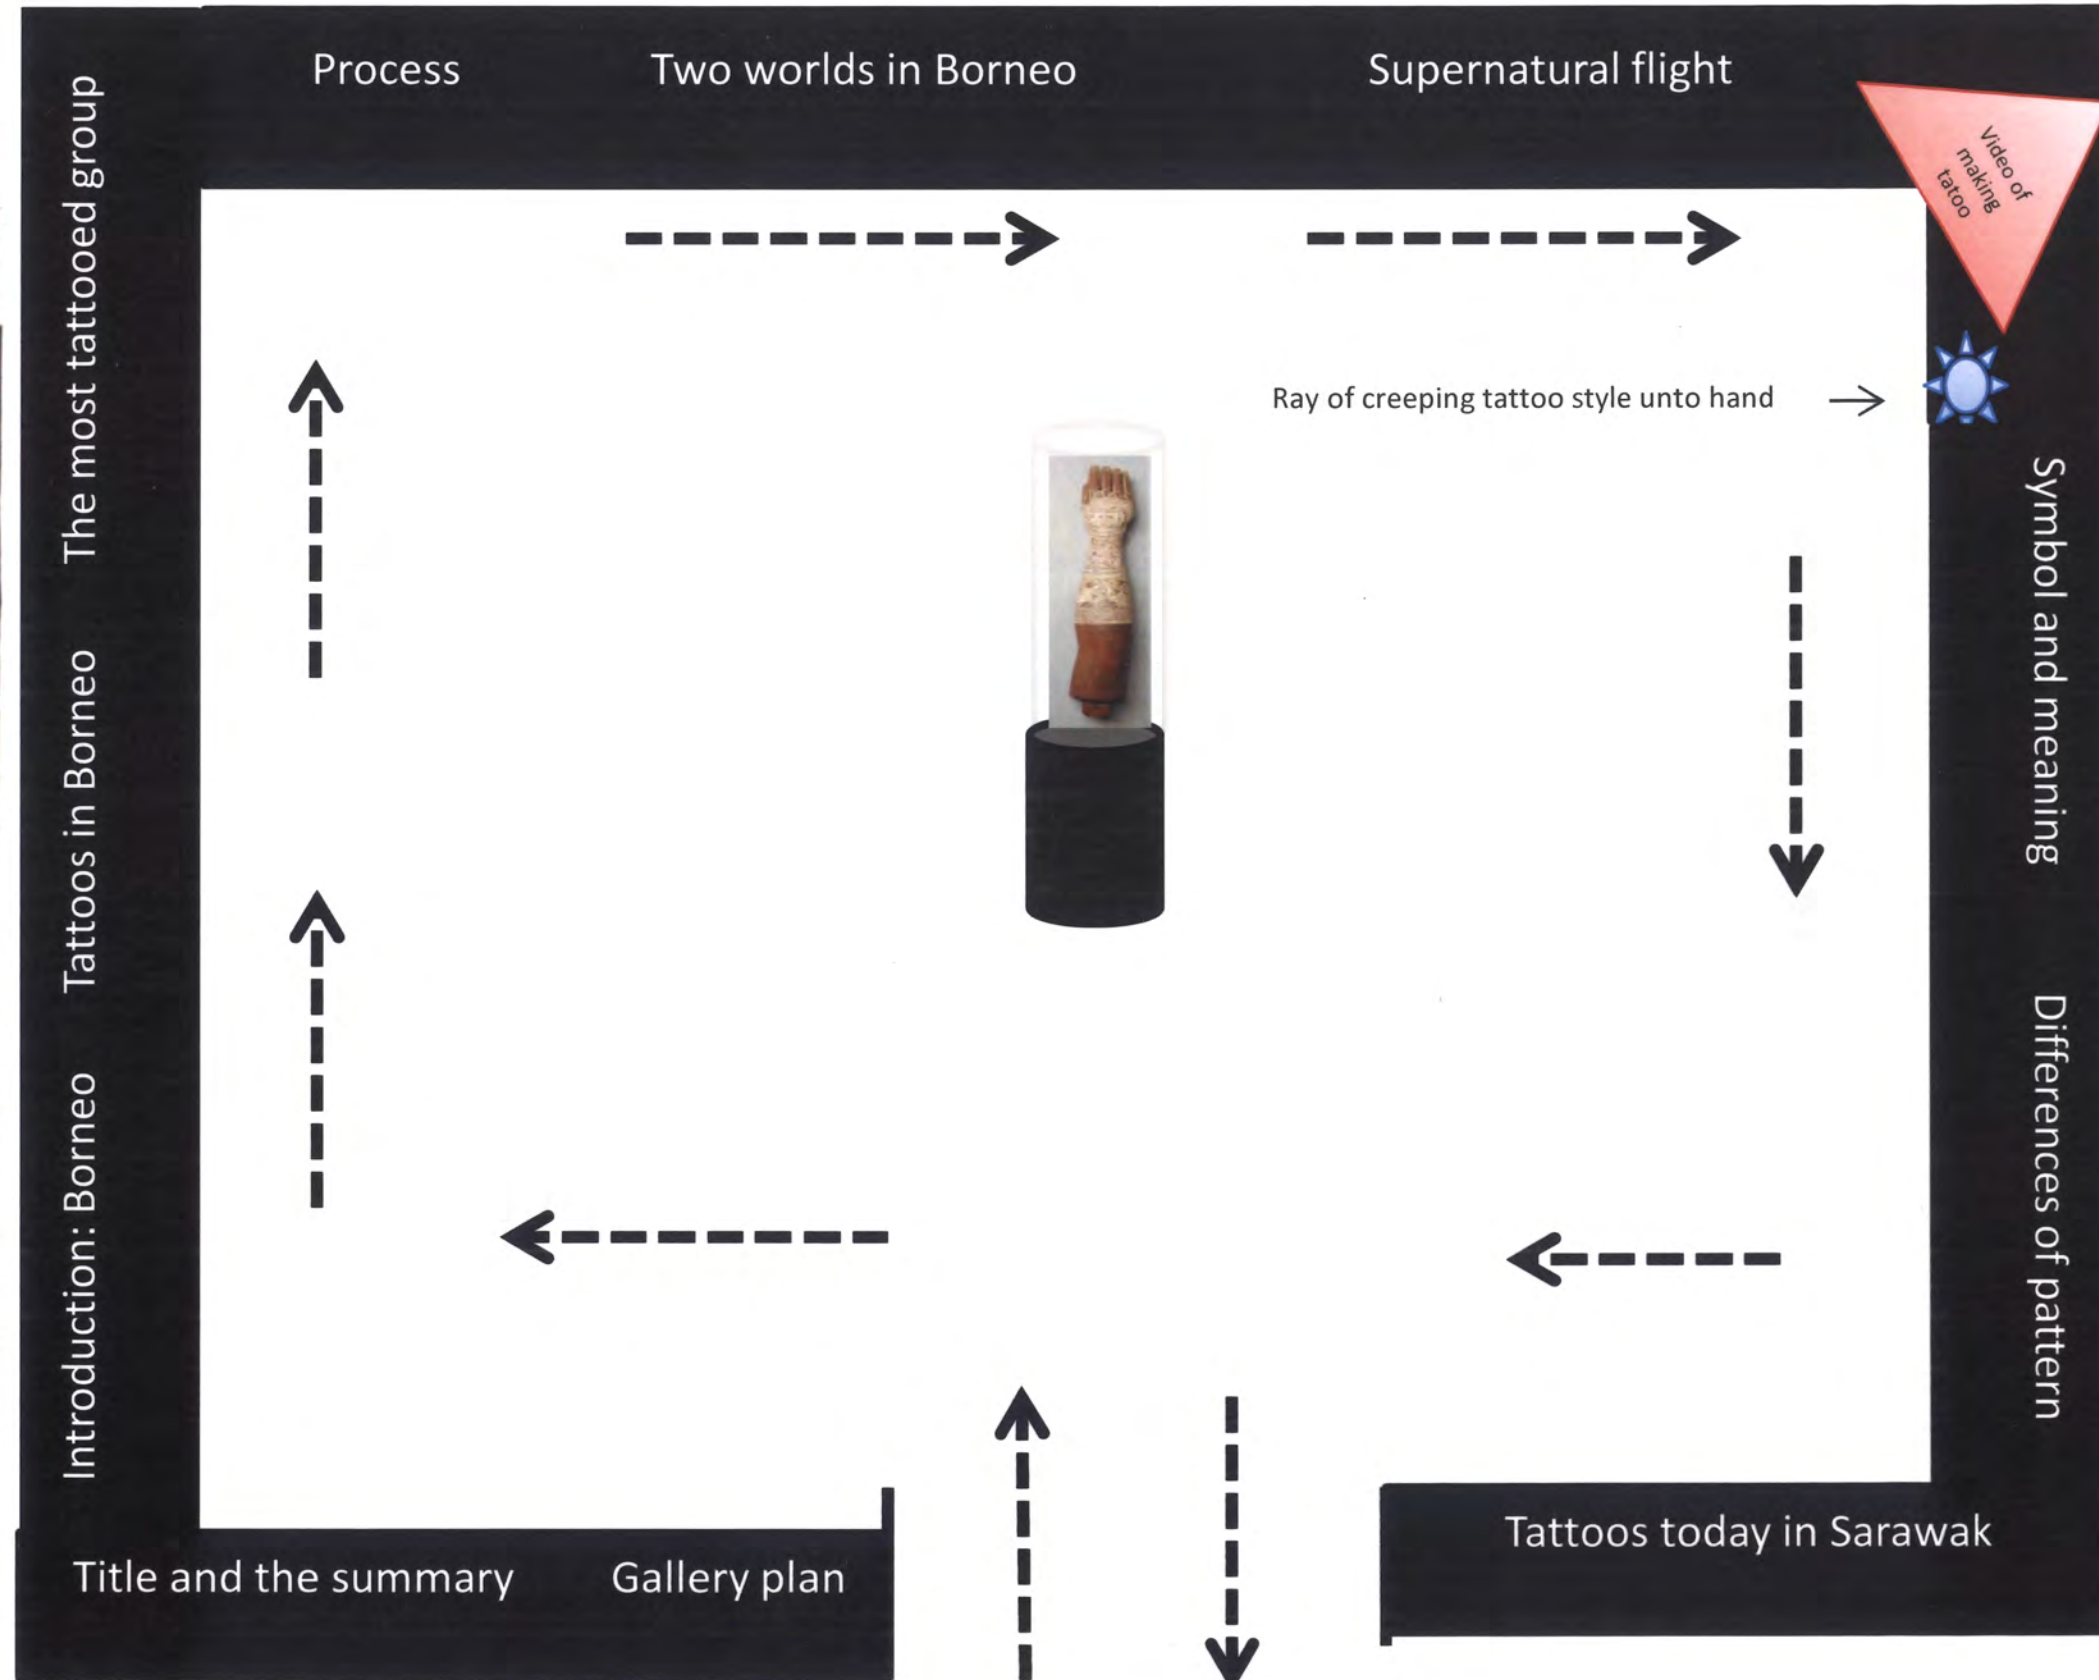 Process
Two worlds in Borneo
Supernatural flight
Video of
making
tatoo
The most tattooed group
Tattoos in Borneo
Introduction: Borneo
Ray of creeping tattoo style unto hand
Symbol and meaning
Differences of pattern
Title and the summary
Gallery plan
Tattoos today in Sarawak